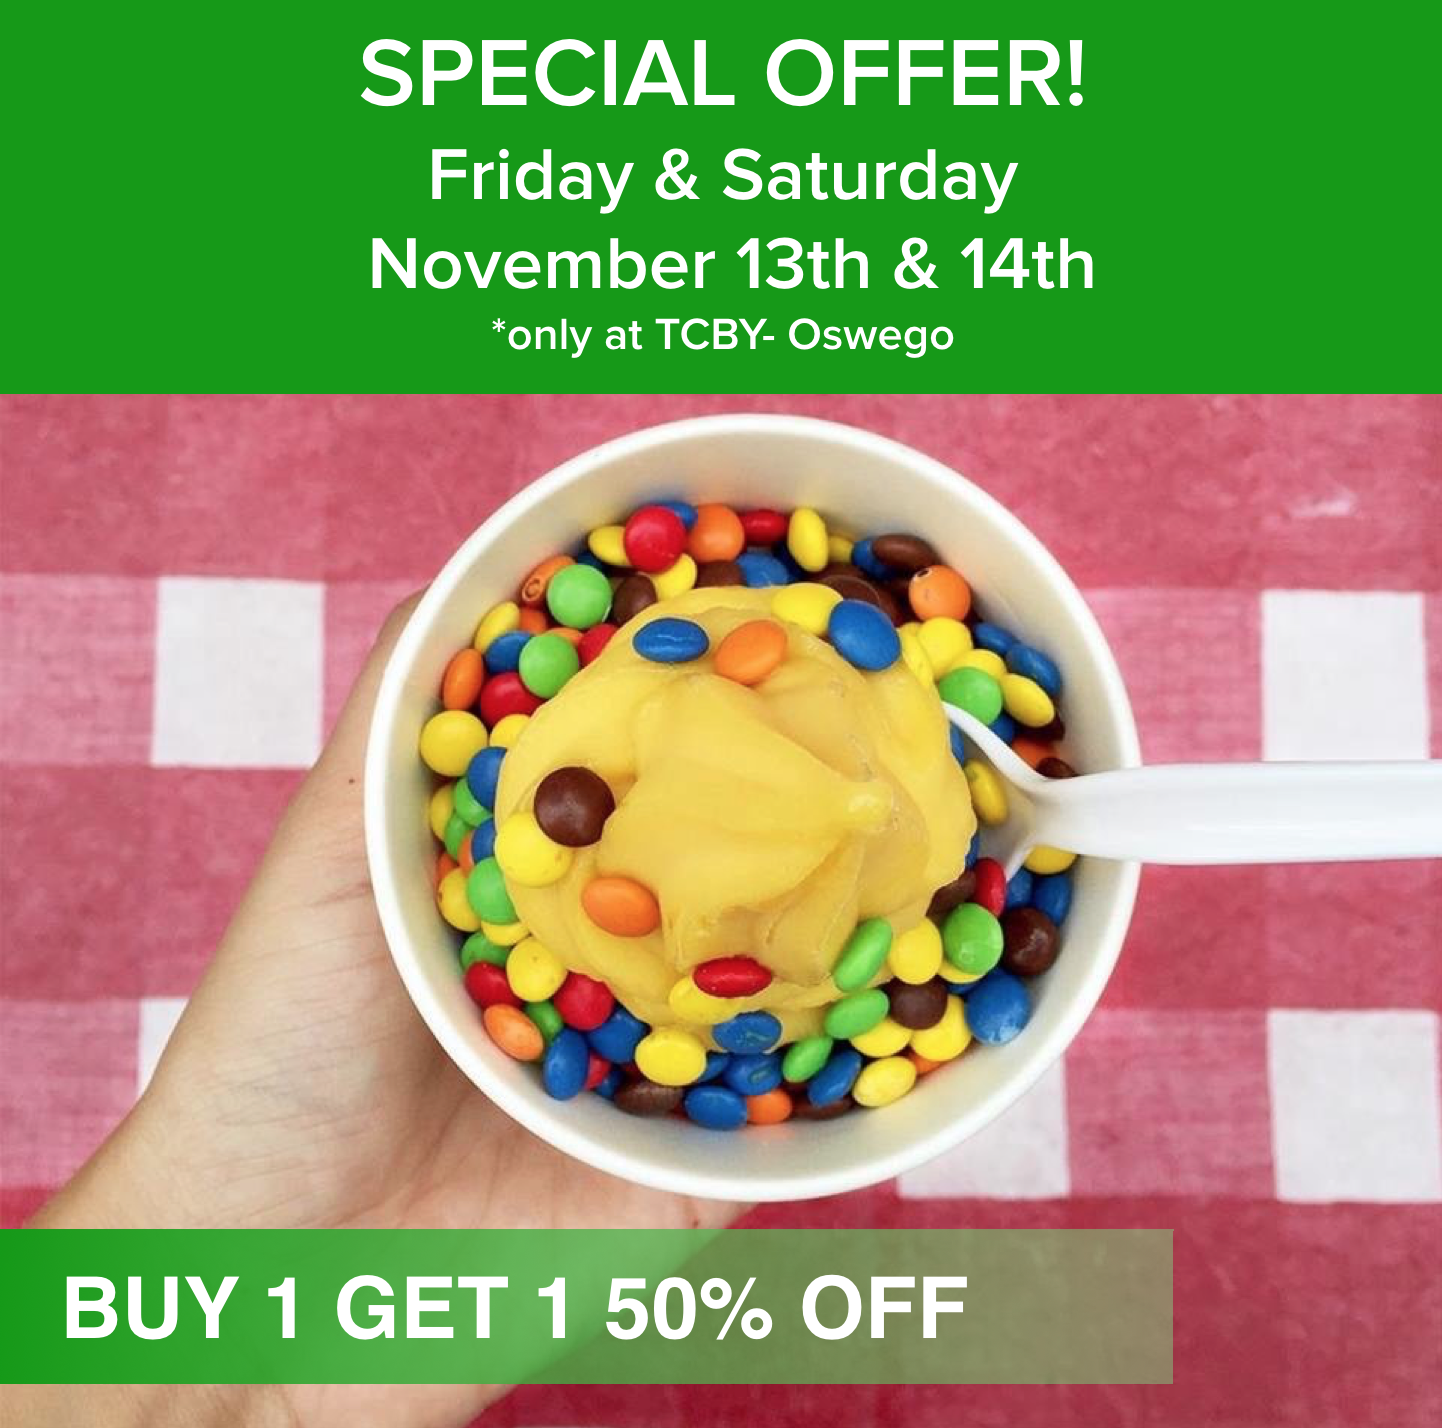 SPECIAL OFFER!
Friday & Saturday
November 13th & 14th
*only at TCBY- Oswego
BUY 1 GET 1 50% OFF